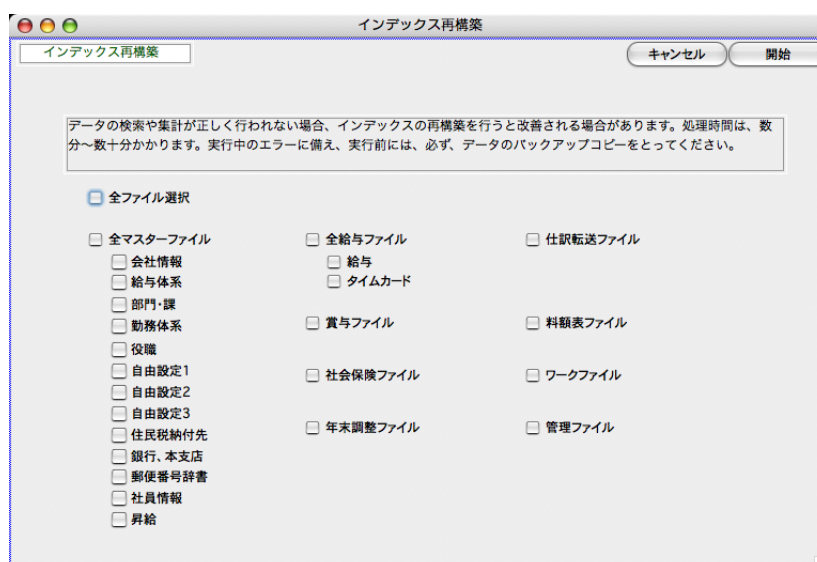 インデックス再構築
インデックス再構築
キャンセル
開始
データの検索や集計が正しく行われない場合、インデックスの再構築を行うと改善される場合があります。処理時間は、数
分〜数十分かかります。実行中のエラーに備え、実行前には、必ず、データのバックアップコピーをとってください。
全ファイル選択
全マスターファイル
会社情報
給与体系
部門・課
勤務体系
役職
自由設定1
自由設定2
自由設定3
住民税納付先
銀行、本支店
郵便番号辞書
社員情報
昇給
全給与ファイル
給与
タイムカード
賞与ファイル
社会保険ファイル
年末調整ファイル
仕訳転送ファイル
料額表ファイル
ワークファイル
管理ファイル